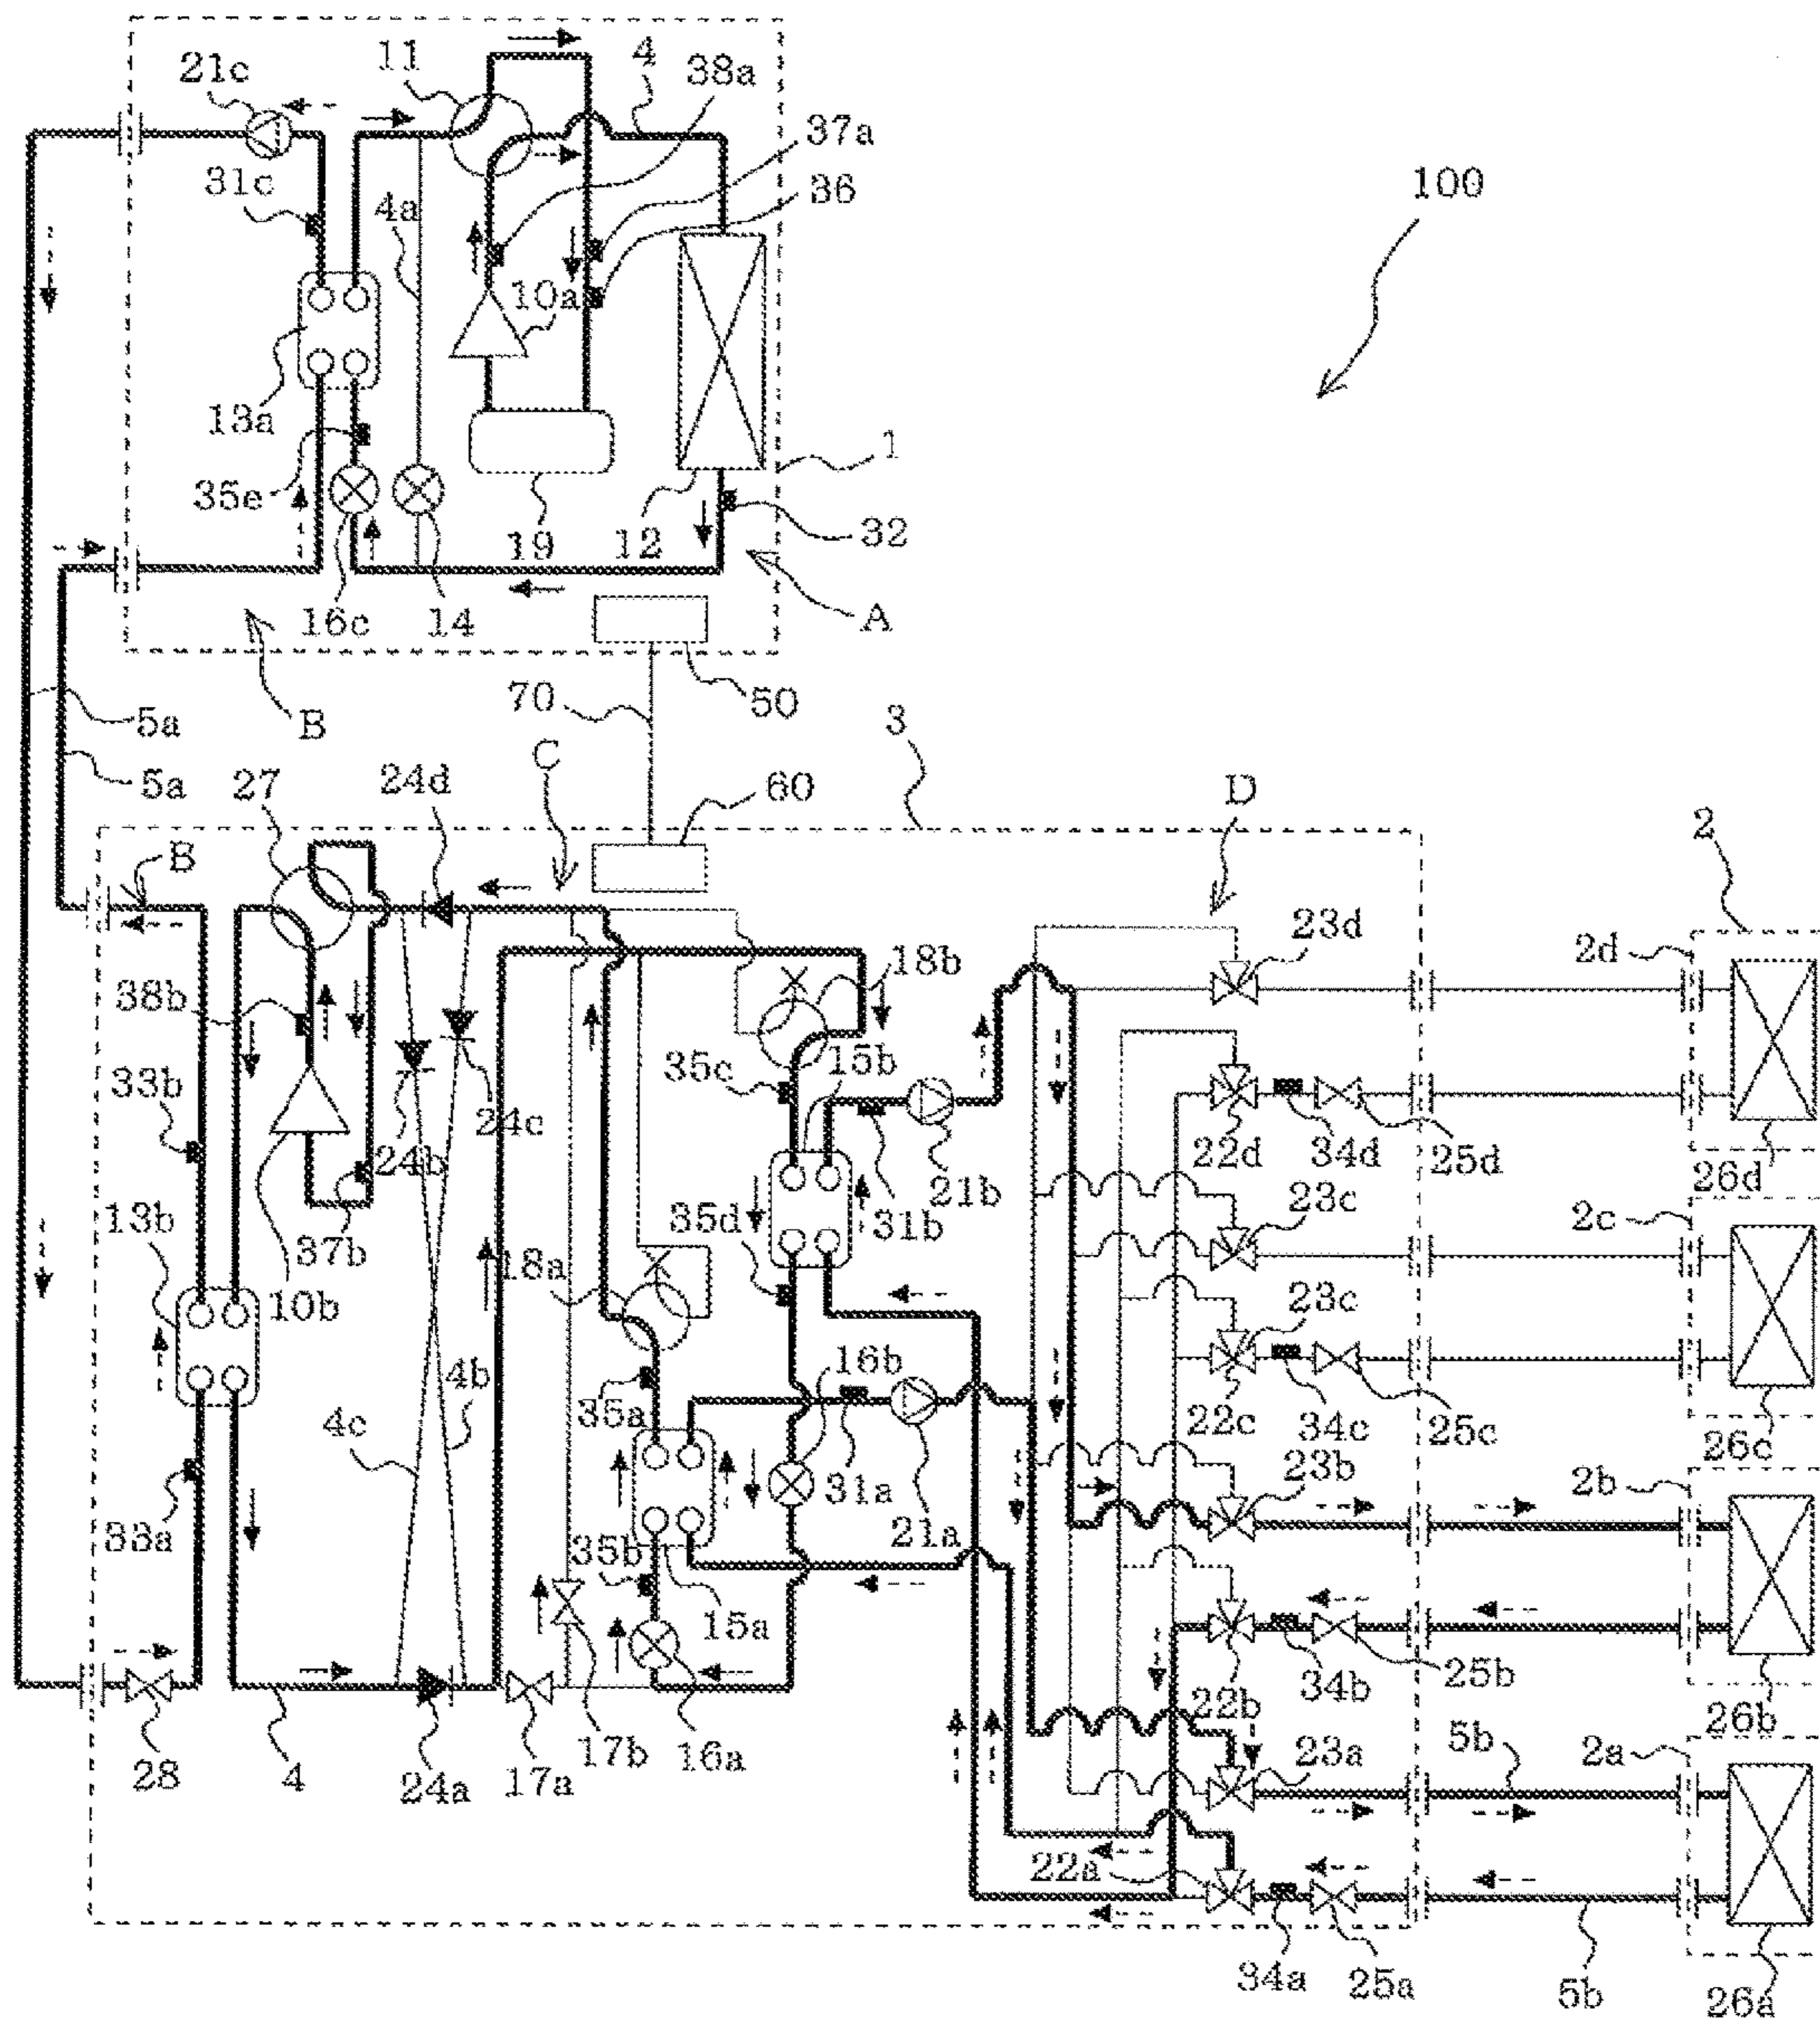 11
4
38a
21c
37a
31c
4a
36
100
10a
13a
1
35e
32
19
12
16c
14
A
5a
B
70
50
3
5a
C
27
24d
60
D
2
B
23d
2d
18b
38b
15b
35c
33b
24c
24b
22d
34d
25d
21b
26d
13b
35d
31b
23c
2c
37b
18a
10b
23c
16b
4b
35a
4c
22c
34c
25c
26c
31a
23b
2b
33a
21a
35b
15a
34b
25b
22b
26b
17b
5b
28
4
16a
23a
2a
24a
17a
22a
34a
25a
5b
26a